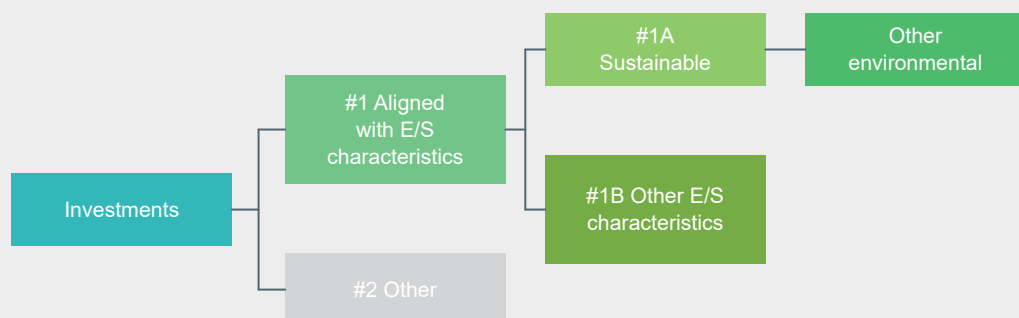 Investments
#1 Aligned
with E/S
characteristics
#2 Other
#1A
Sustainable
#1B Other E/S
characteristics
Other
environmental